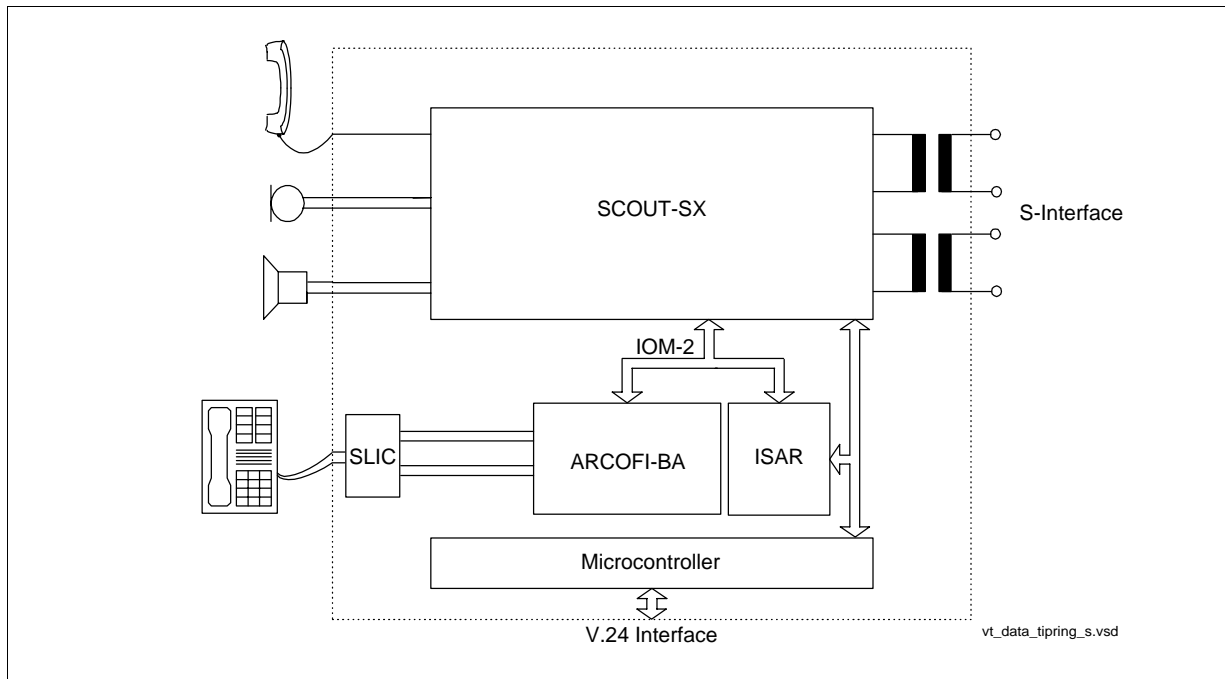 SCOUT-SX
S-Interface
IOM-2
SLIC
ARCOFI-BA
ISAR
Microcontroller
V.24 Interface
vt_data_tipring_s.vsd